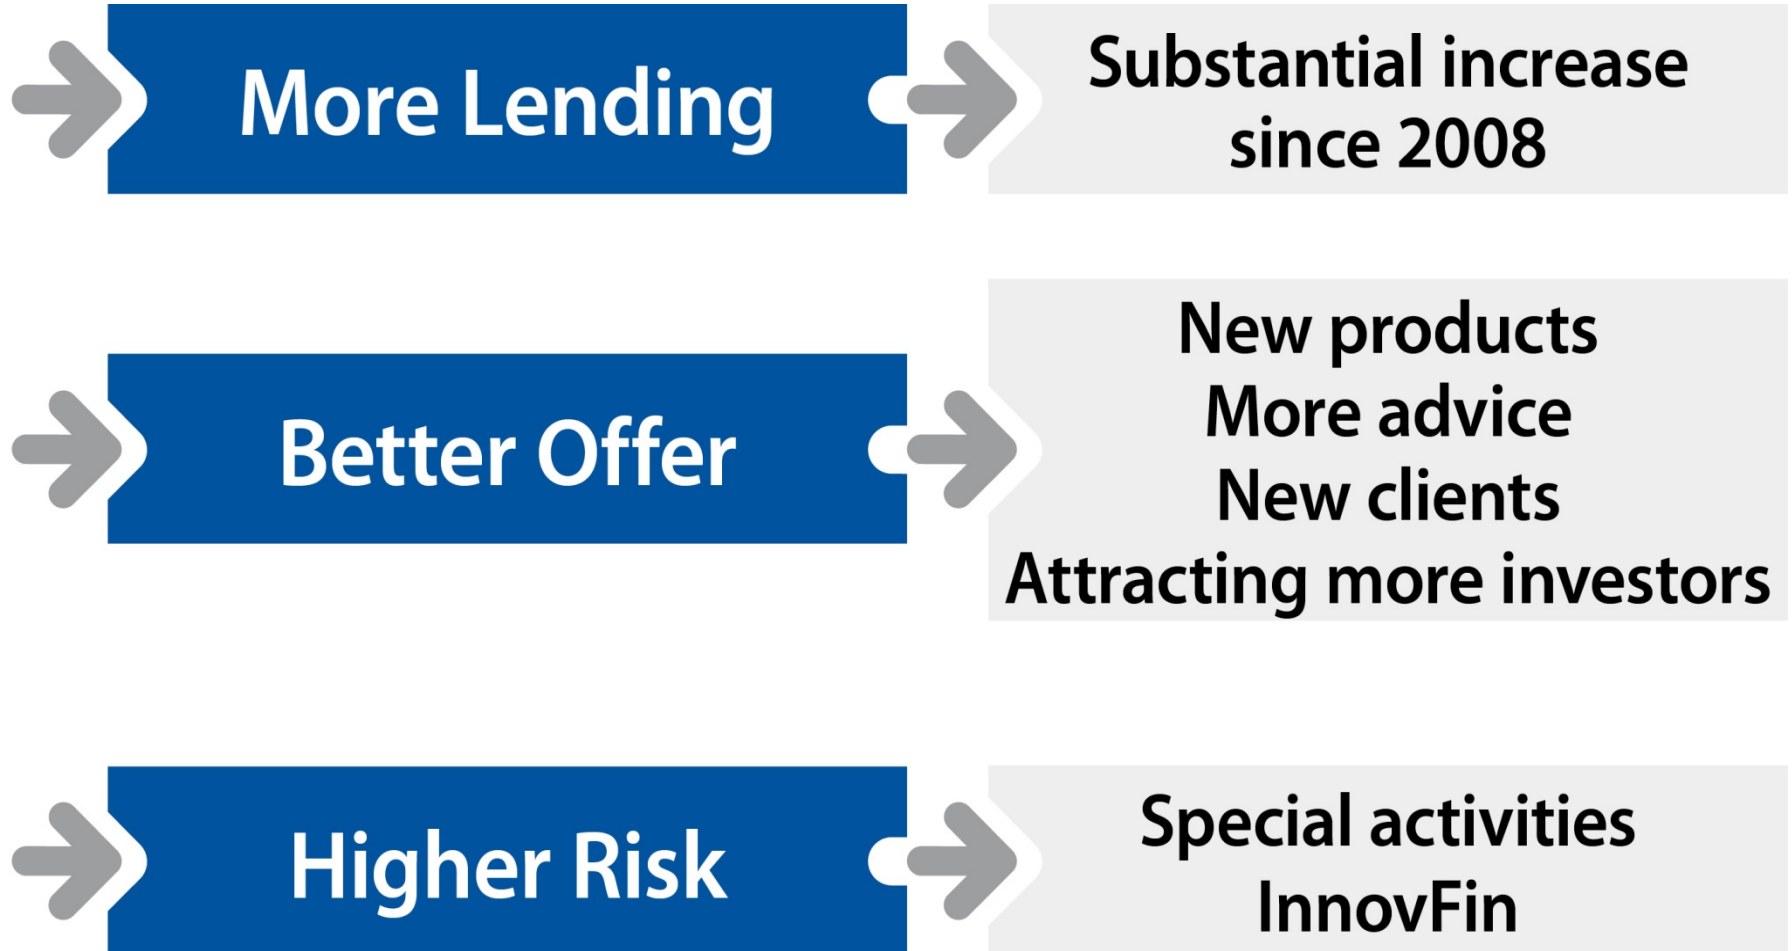 More Lending
Substantial increase
since 2008
Better Offer
New products
More advice
New clients
Attracting more investors
Higher Risk
Special activities
InnovFin